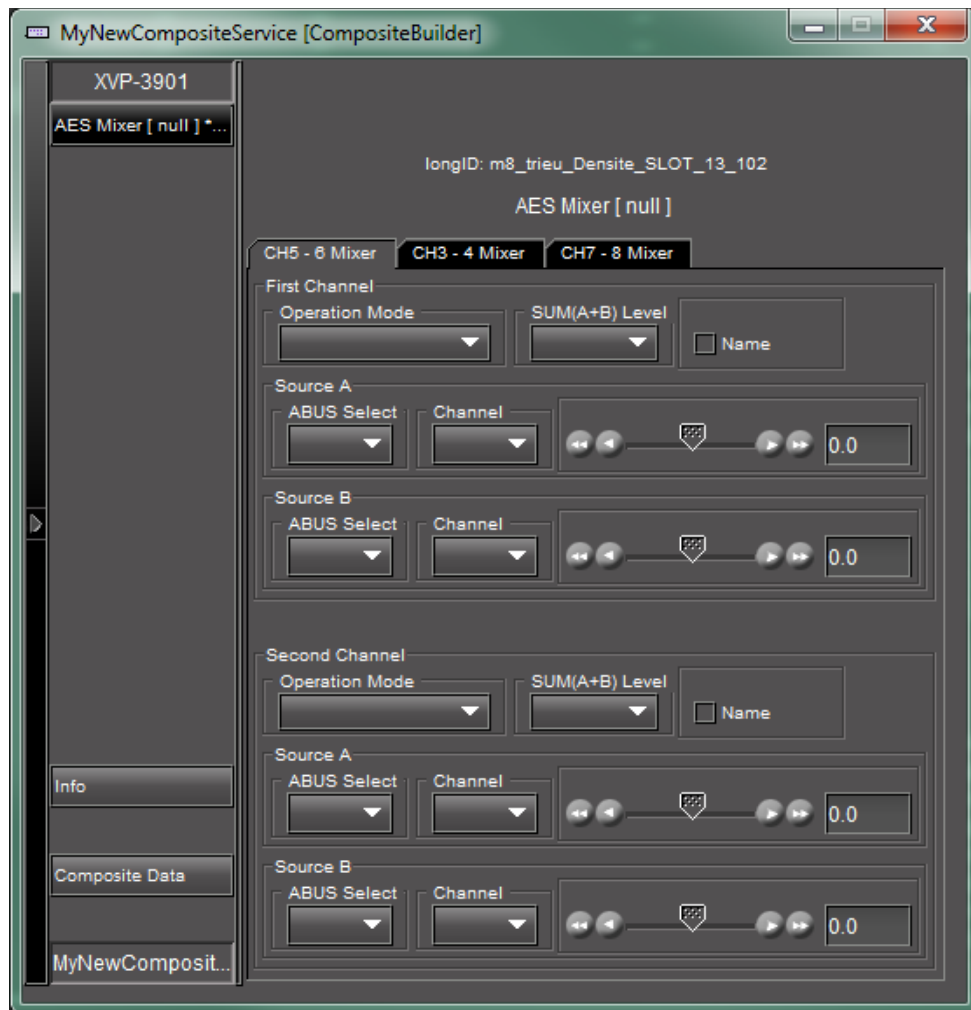 MyNewCompositeService [CompositeBuilder]
XVP-3901
AES Mixer [ null ] *...
Info
Composite Data
MyNewComposit...
longID: m8_trieu_Densite_SLOT_13_102
AES Mixer [ null ]
CH5 - 6 Mixer CH3 - 4 Mixer CH7 - 8 Mixer
First Channel
Operation Mode SUM(A+B) Level
Name
Source A
ABUS Select Channel
0.0
Source B
ABUS Select Channel
0.0
Second Channel
Operation Mode SUM(A+B) Level
Name
Source A
ABUS Select Channel
0.0
Source B
ABUS Select Channel
0.0